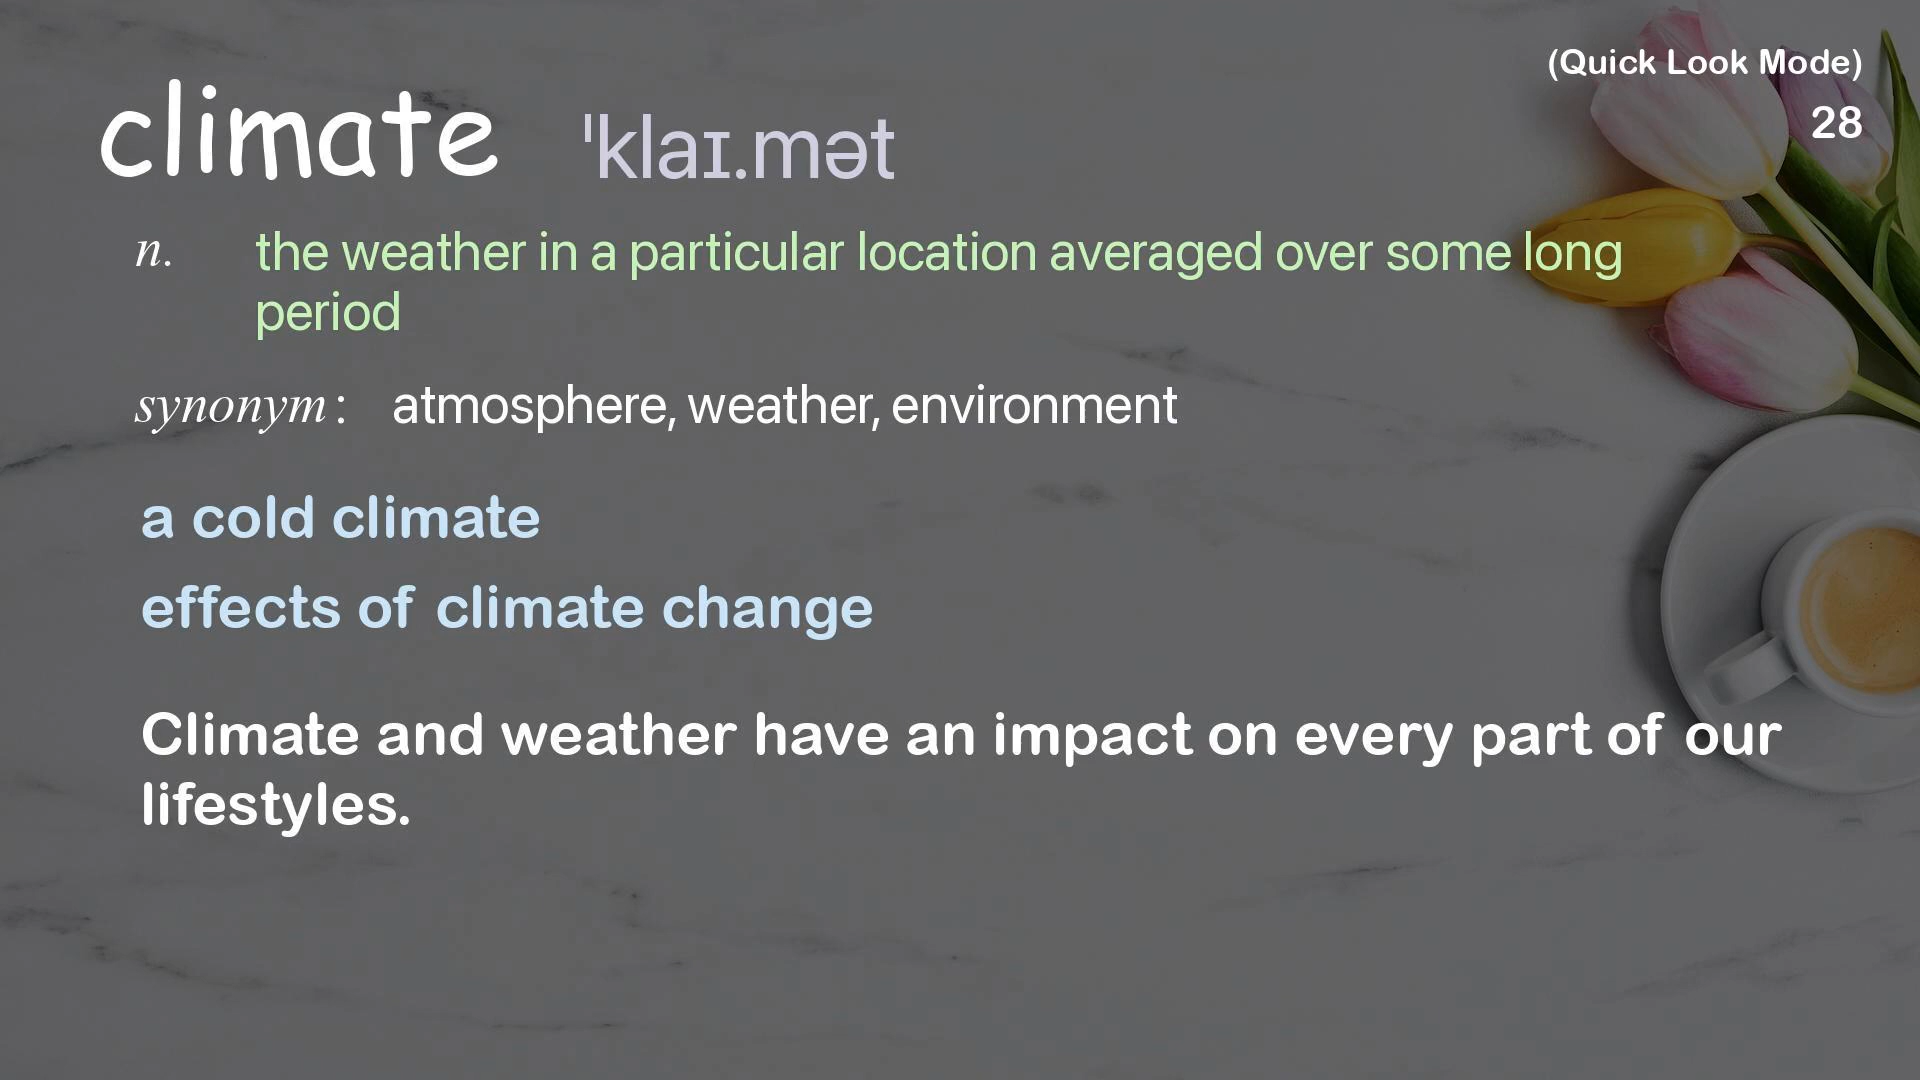 (Quick Look Mode)
28
climate ˈklaɪ.mət
n. the weather in a particular location averaged over some long
period
synonym: atmosphere, weather, environment
a cold climate
effects of climate change
Climate and weather have an impact on every part of our
lifestyles.